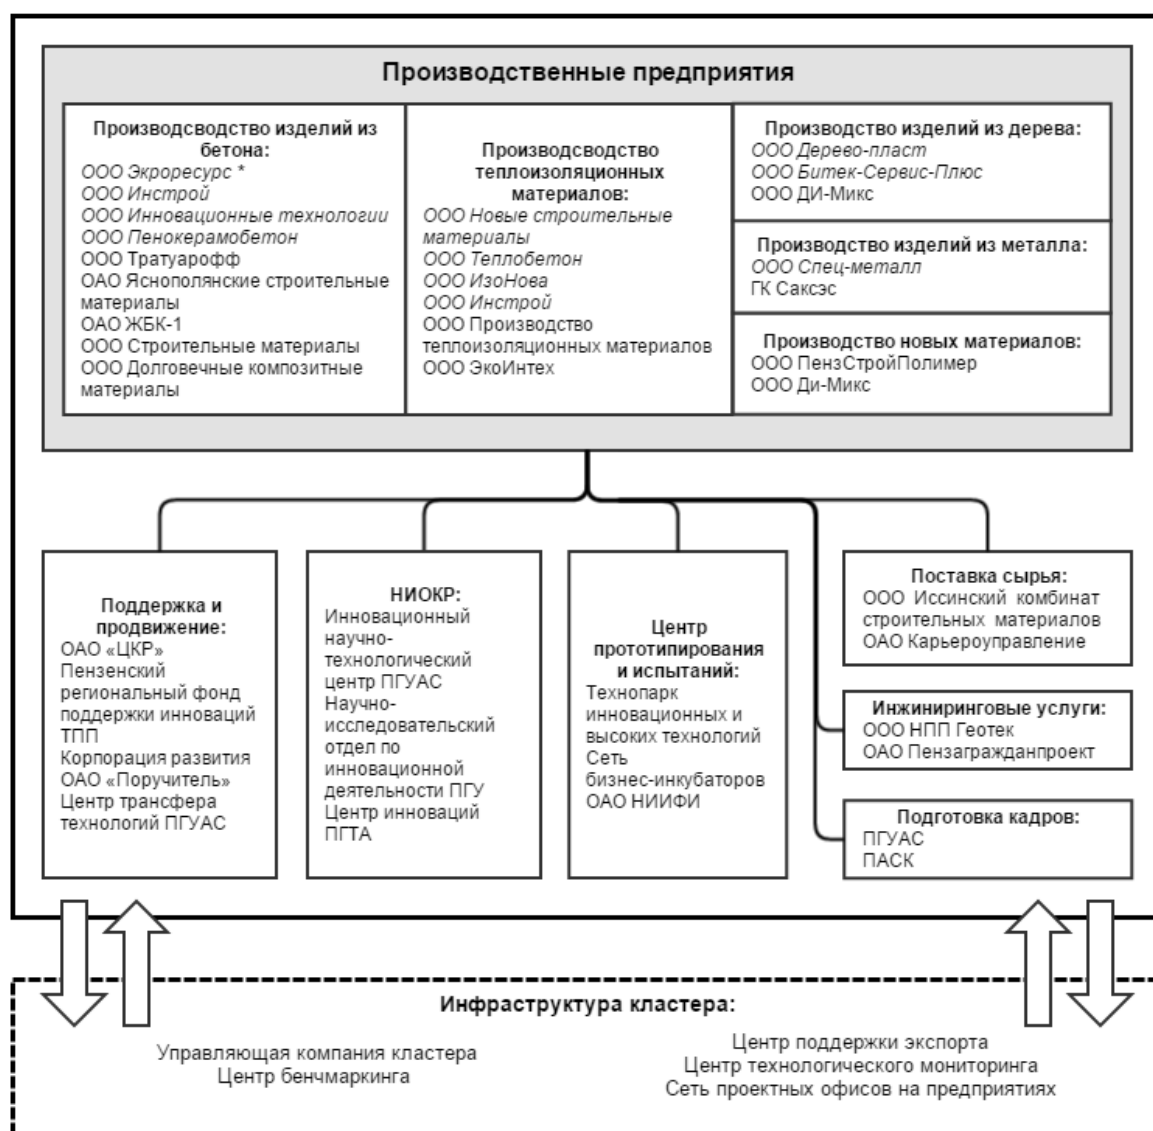 Производственные предприятия
Произвосдводство изделий из
бетона:
ООО Экроресурс *
ООО Инстрой
ООО Инновационные технологии
ООО Пенокерамобетон
ООО Тратуарофф
ОАО Яснополянские строительные
материалы
ОАО ЖБК-1
ООО Строительные материалы
ООО Долговечные композитные
материалы
Произвосдводство
теплоизоляционных
материалов:
ООО Новые строительные
материалы
ООО Теплобетон
ООО ИзоНова
ООО Инстрой
ООО Производство
теплоизоляционных материалов
ООО ЭкоИнтех
Производство изделий из дерева:
ООО Дерево-пласт
ООО Битек-Сервис-Плюс
ООО ДИ-Микс
Производство изделий из металла:
ООО Спец-металл
ГК Саксэс
Производство новых материалов:
ООО ПензСтройПолимер
ООО Ди-Микс
Поддержка и
продвижение:
ОАО «ЦКР»
Пензенский
региональный фонд
поддержки инноваций
ТПП
Корпорация развития
ОАО «Поручитель»
Центр трансфера
технологий ПГУАС
НИОКР:
Инновационный
научно-
технологический
центр ПГУАС
Научно-
исследовательский
отдел по
инновационной
деятельности ПГУ
Центр инноваций
ПГТА
Центр
прототипирования
и испытаний:
Технопарк
инновационных и
высоких технологий
Сеть
бизнес-инкубаторов
ОАО НИИФИ
Поставка сырья:
ООО Иссинский комбинат
строительных материалов
ОАО Карьероуправление
Инжиниринговые услуги:
ООО НПП Геотек
ОАО Пензагражданпроект
Подготовка кадров:
ПГУАС
ПАСК
Инфраструктура кластера:
Управляющая компания кластера
Центр бенчмаркинга
Центр поддержки экспорта
Центр технологического мониторинга
Сеть проектных офисов на предприятиях